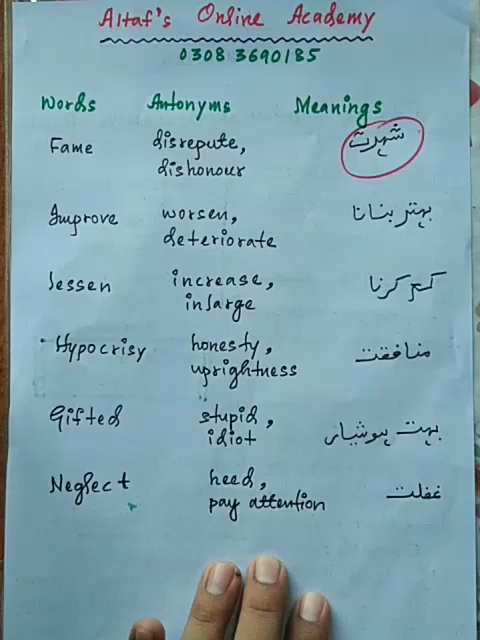 Altaf's Online Academy
0308 3690185
Words Antonyms Meanings
Fame disrepute, شہرت
dishonour
Improve worsen, بہتر بنانا
deteriorate
lessen increase, کم کرنا
inlarge
Hypocrisy honesty, منافقت
uprightness
Gifted stupid, بہت ہوشیار
idiot
Neglect heed, غفلت
pay attention